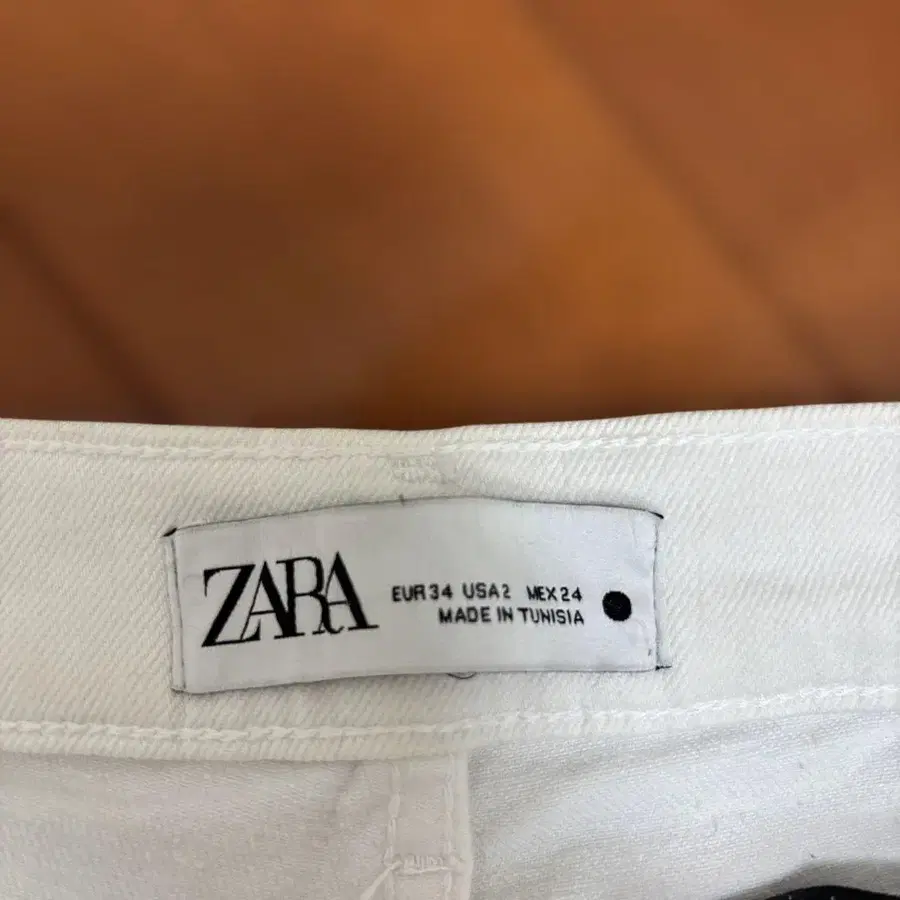 ZARA
EUR 34 USA 2 MEX 24
MADE IN TUNISIA